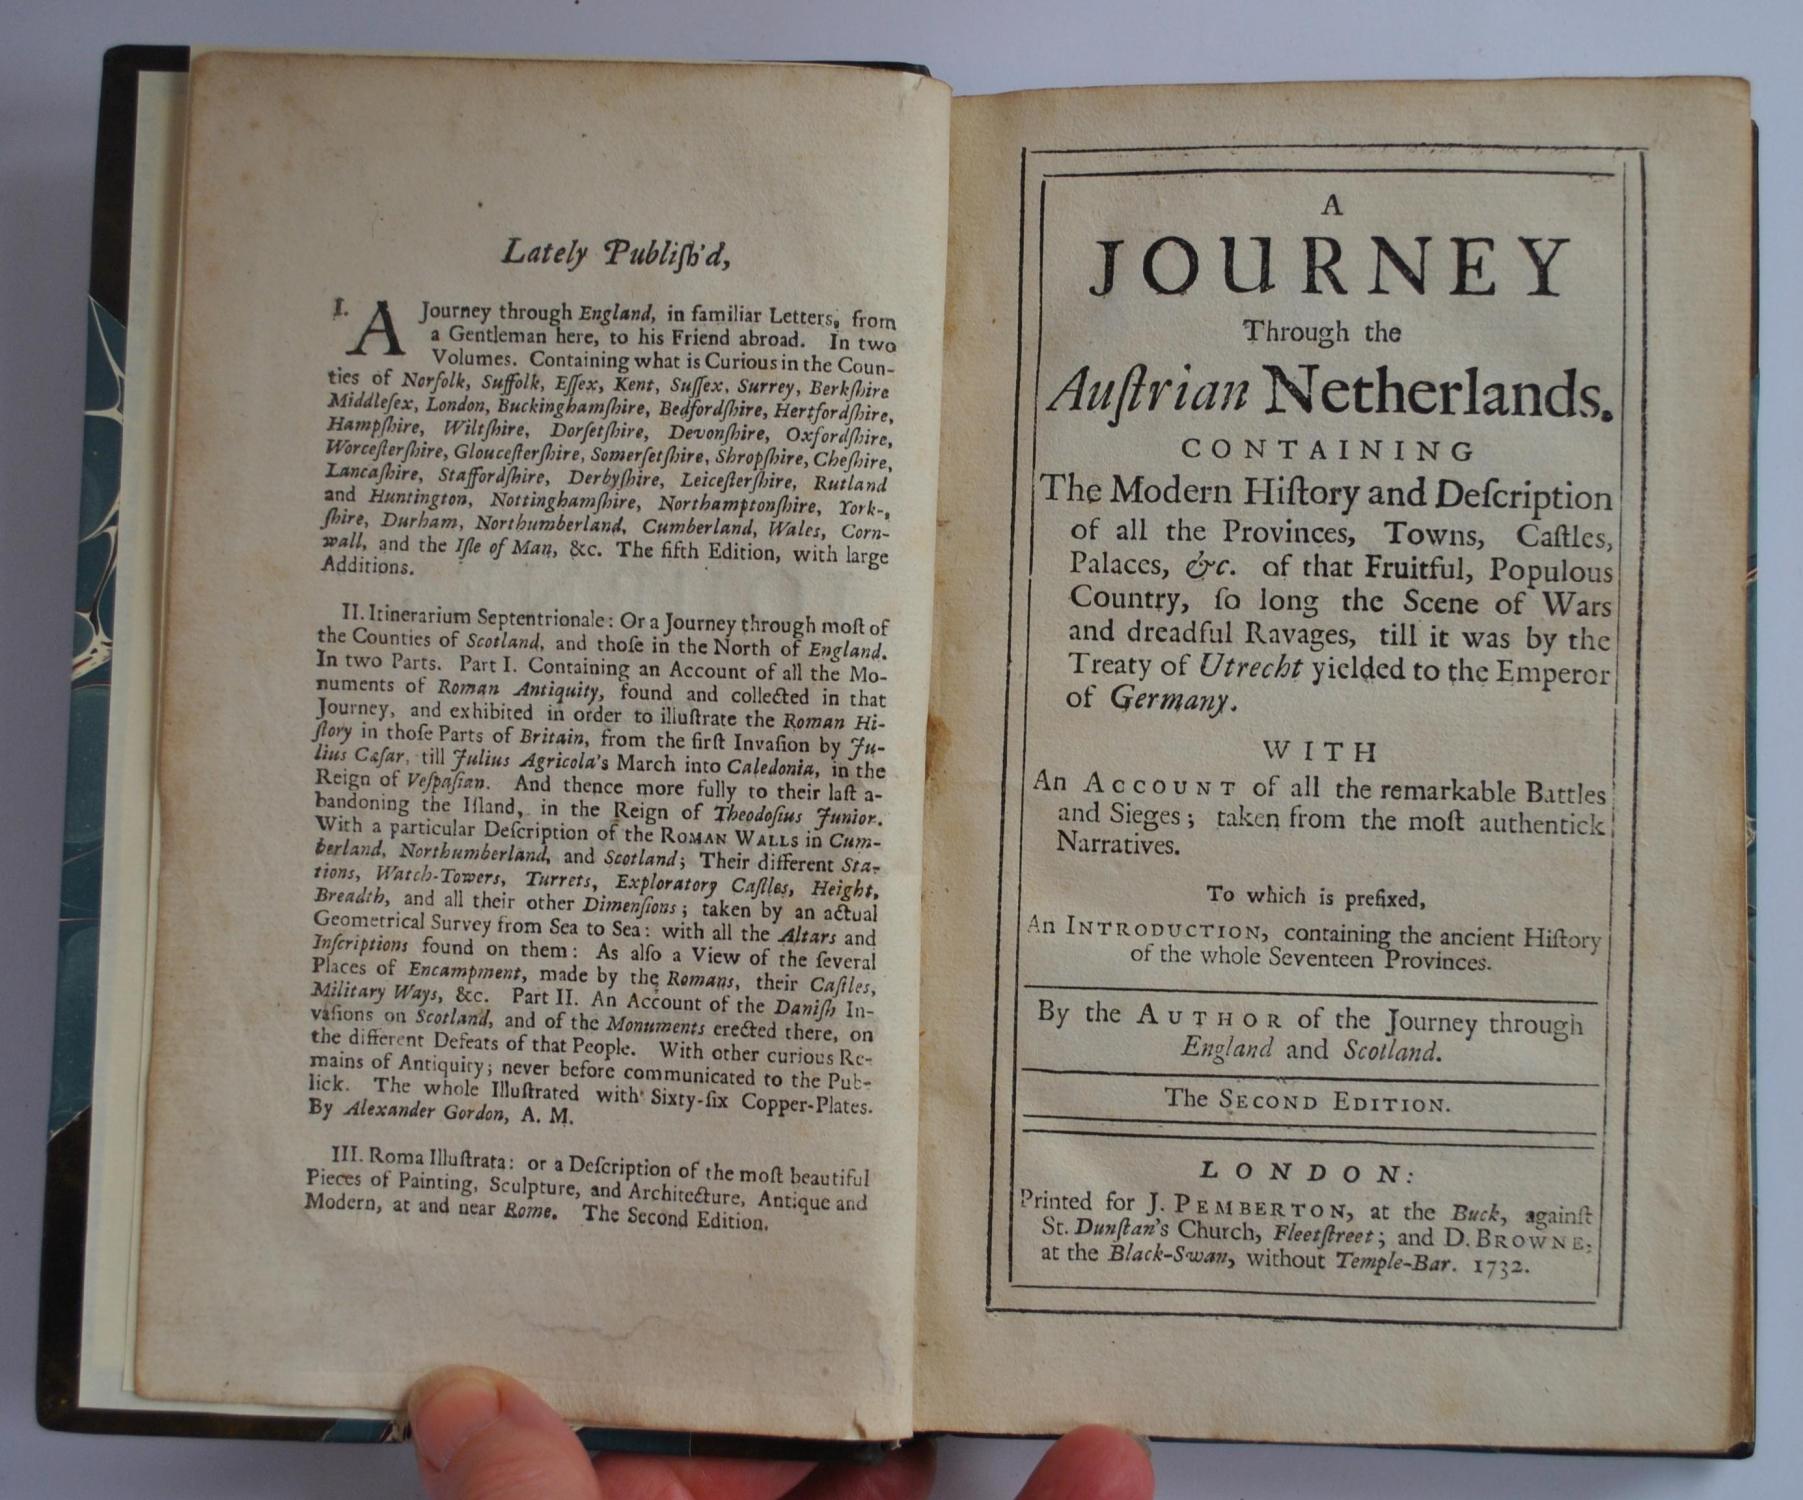 Lately Publiſh'd,
I. A Journey through England, in familiar Letters, from
a Gentleman here, to his Friend abroad. In two
Volumes. Containing what is Curious in the Coun-
ties of Norfolk, Suffolk, Eſſex, Kent, Suſſex, Surrey, Berkſhire
Middleſex, London, Buckinghamſhire, Bedfordſhire, Hertfordſhire,
Hampſhire, Wiltſhire, Dorſetſhire, Devonſhire, Oxfordſhire,
Worceſterſhire, Glouceſterſhire, Somerſetſhire, Shropſhire, Cheſhire,
Lancaſhire, Staffordſhire, Derbyſhire, Leiceſterſhire, Rutland
and Huntington, Nottinghamſhire, Northamptonſhire, York-
ſhire, Durham, Northumberland, Cumberland, Wales, Corn-
wall, and the Iſle of Man, &c. The fifth Edition, with large
Additions.
II. Itinerarium Septentrionale: Or a Journey through moſt of
the Counties of Scotland, and thoſe in the North of England.
In two Parts. Part I. Containing an Account of all the Mo-
numents of Roman Antiquity, found and collected in that
Journey, and exhibited in order to illuſtrate the Roman Hi-
ſtory in thoſe Parts of Britain, from the firſt Invaſion by Ju-
lius Cæſar, till Julius Agricola's March into Caledonia, in the
Reign of Veſpaſian. And thence more fully to their laſt a-
bandoning the Iſland, in the Reign of Theodoſius Junior.
With a particular Deſcription of the ROMAN WALLS in Cum-
berland, Northumberland, and Scotland; Their different Sta-
tions, Watch-Towers, Turrets, Exploratory Caſtles, Height,
Breadth, and all their other Dimenſions; taken by an actual
Geometrical Survey from Sea to Sea: with all the Altars and
Inſcriptions found on them: As alſo a View of the ſeveral
Places of Encampment, made by the Romans, their Caſtles,
Military Ways, &c. Part II. An Account of the Daniſh In-
vaſions on Scotland, and of the Monuments erected there, on
the different Defeats of that People. With other curious Re-
mains of Antiquity; never before communicated to the Pub-
lick. The whole Illuſtrated with Sixty-ſix Copper-Plates.
By Alexander Gordon, A. M.
III. Roma Illuſtrata: or a Deſcription of the moſt beautiful
Pieces of Painting, Sculpture, and Architecture, Antique and
Modern, at and near Rome. The Second Edition.
A
JOURNEY
Through the
Auſtrian Netherlands.
CONTAINING
The Modern Hiſtory and Deſcription
of all the Provinces, Towns, Caſtles,
Palaces, &c. of that Fruitful, Populous
Country, ſo long the Scene of Wars
and dreadful Ravages, till it was by the
Treaty of Utrecht yielded to the Emperor
of Germany.
WITH
An ACCOUNT of all the remarkable Battles
and Sieges; taken from the moſt authentick
Narratives.
To which is prefixed,
An INTRODUCTION, containing the ancient Hiſtory
of the whole Seventeen Provinces.
By the AUTHOR of the Journey through
England and Scotland.
The SECOND EDITION.
LONDON:
Printed for J. PEMBERTON, at the Buck, againſt
St. Dunſtan's Church, Fleetſtreet; and D. BROWNE,
at the Black-Swan, without Temple-Bar. 1732.